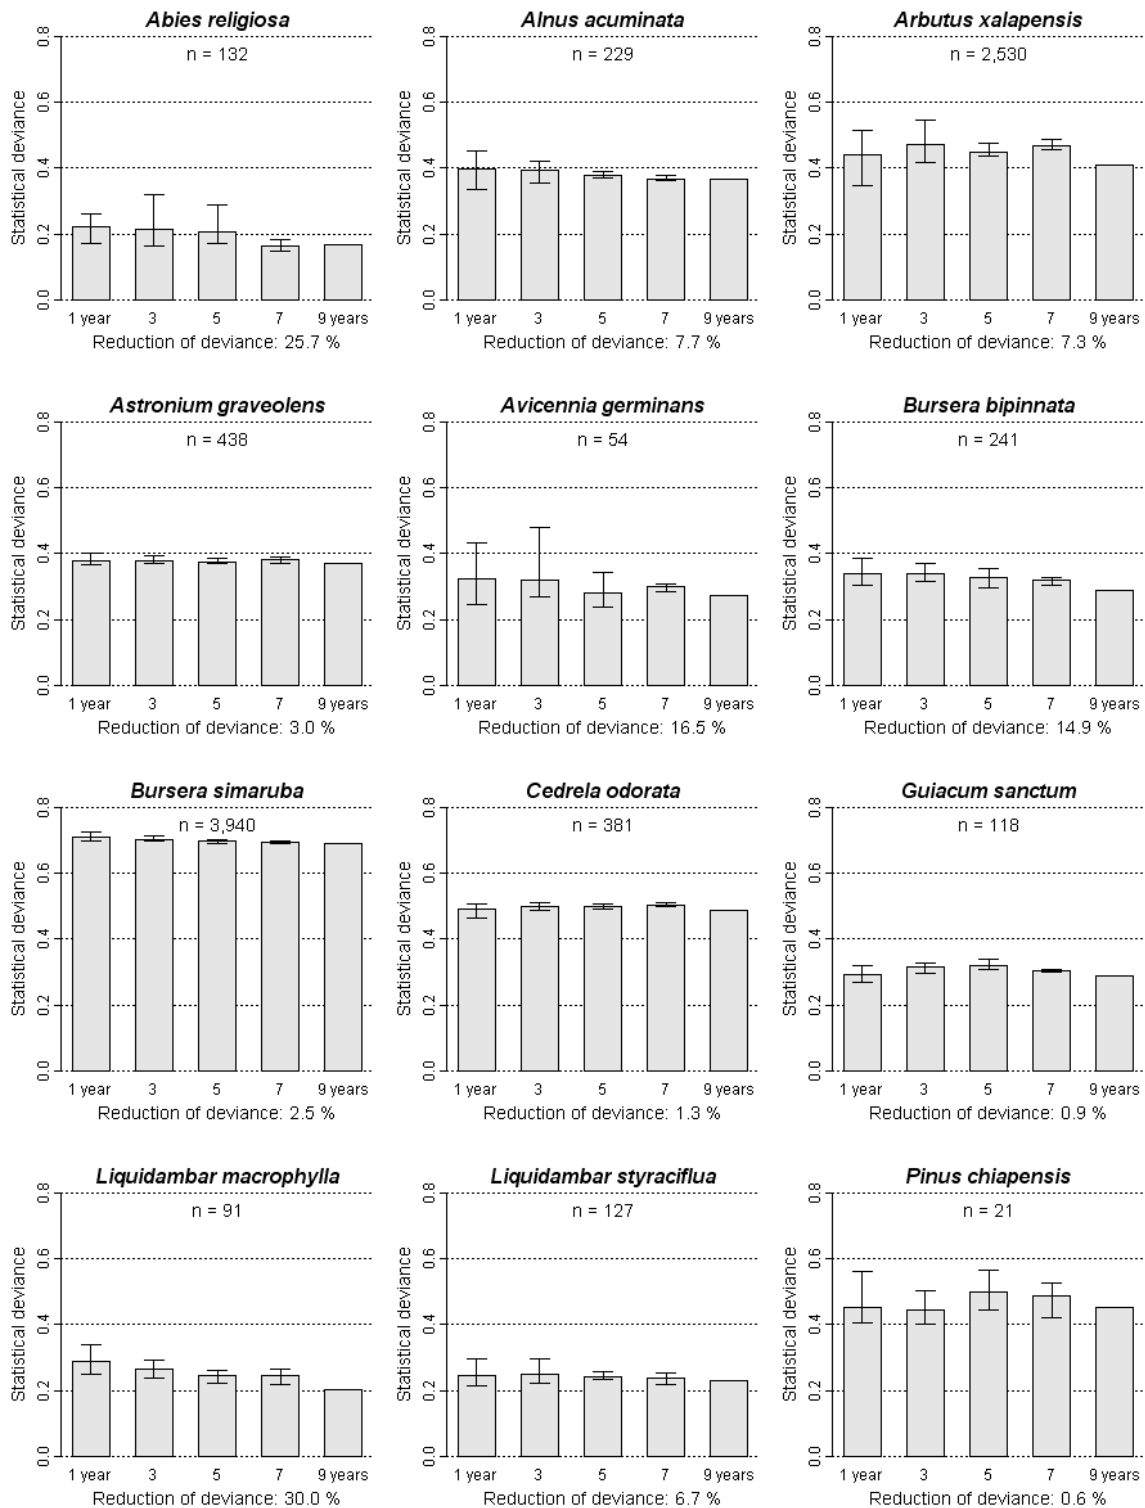 Abies religiosa
n = 132
Statistical deviance
0.0 0.2 0.4 0.6 0.8
1 year 3 5 7 9 years
Reduction of deviance: 25.7 %
Alnus acuminata
n = 229
Statistical deviance
0.0 0.2 0.4 0.6 0.8
1 year 3 5 7 9 years
Reduction of deviance: 7.7 %
Arbutus xalapensis
n = 2,530
Statistical deviance
0.0 0.2 0.4 0.6 0.8
1 year 3 5 7 9 years
Reduction of deviance: 7.3 %
Astronium graveolens
n = 438
Statistical deviance
0.0 0.2 0.4 0.6 0.8
1 year 3 5 7 9 years
Reduction of deviance: 3.0 %
Avicennia germinans
n = 54
Statistical deviance
0.0 0.2 0.4 0.6 0.8
1 year 3 5 7 9 years
Reduction of deviance: 16.5 %
Bursera bipinnata
n = 241
Statistical deviance
0.0 0.2 0.4 0.6 0.8
1 year 3 5 7 9 years
Reduction of deviance: 14.9 %
Bursera simaruba
n = 3,940
Statistical deviance
0.0 0.2 0.4 0.6 0.8
1 year 3 5 7 9 years
Reduction of deviance: 2.5 %
Cedrela odorata
n = 381
Statistical deviance
0.0 0.2 0.4 0.6 0.8
1 year 3 5 7 9 years
Reduction of deviance: 1.3 %
Guiacum sanctum
n = 118
Statistical deviance
0.0 0.2 0.4 0.6 0.8
1 year 3 5 7 9 years
Reduction of deviance: 0.9 %
Liquidambar macrophylla
n = 91
Statistical deviance
0.0 0.2 0.4 0.6 0.8
1 year 3 5 7 9 years
Reduction of deviance: 30.0 %
Liquidambar styraciflua
n = 127
Statistical deviance
0.0 0.2 0.4 0.6 0.8
1 year 3 5 7 9 years
Reduction of deviance: 6.7 %
Pinus chiapensis
n = 21
Statistical deviance
0.0 0.2 0.4 0.6 0.8
1 year 3 5 7 9 years
Reduction of deviance: 0.6 %